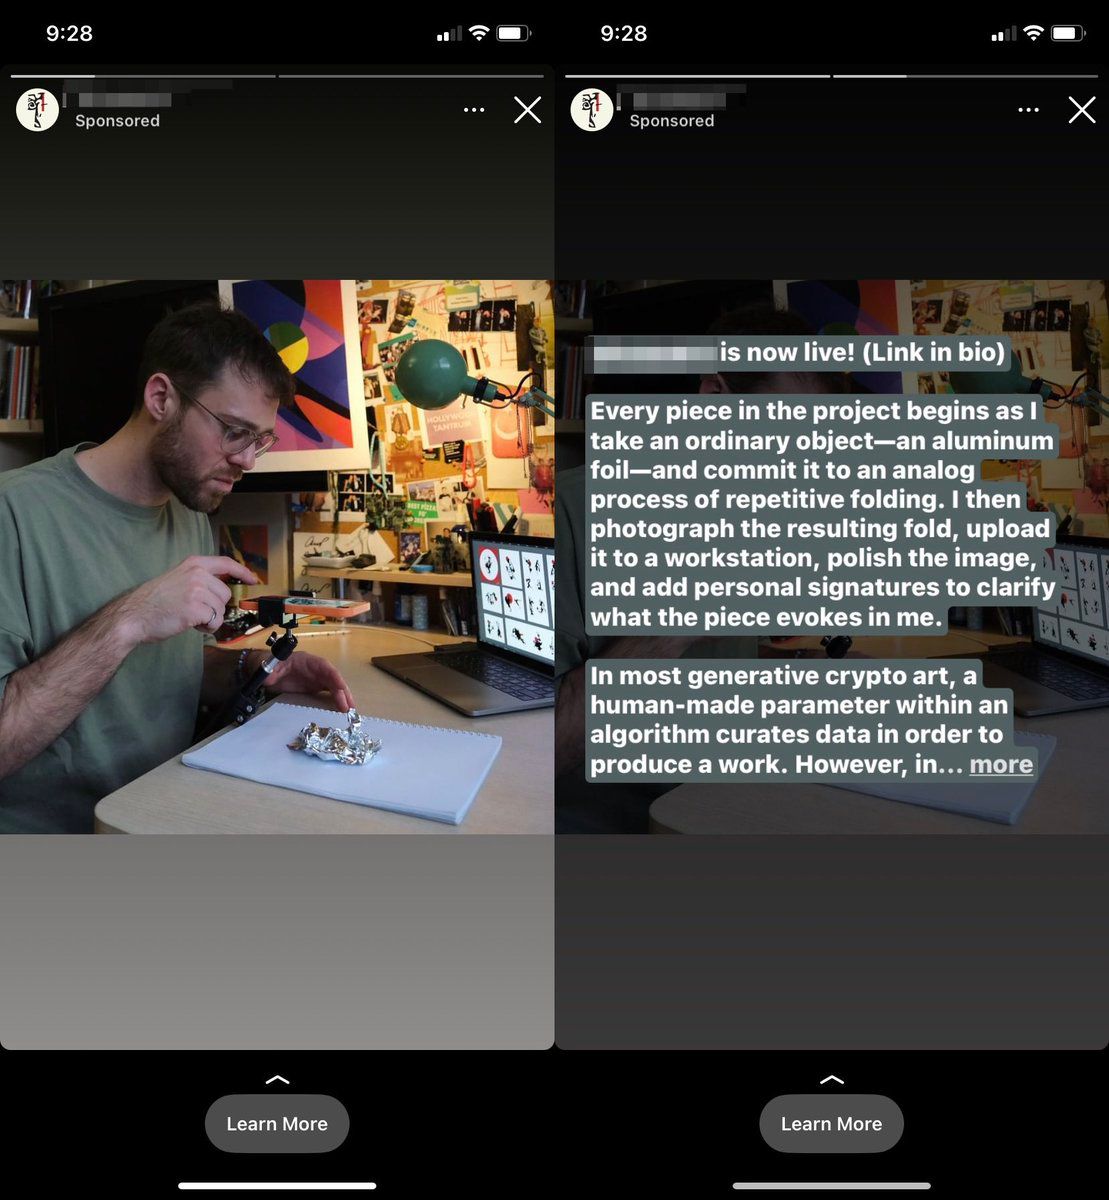 9:28
Sponsored
HOLLYWOOD
TANTRUM
BEST PIZZA
Learn More
9:28
Sponsored
is now live! (Link in bio)
Every piece in the project begins as I
take an ordinary object—an aluminum
foil—and commit it to an analog
process of repetitive folding. I then
photograph the resulting fold, upload
it to a workstation, polish the image,
and add personal signatures to clarify
what the piece evokes in me.
In most generative crypto art, a
human-made parameter within an
algorithm curates data in order to
produce a work. However, in... more
Learn More